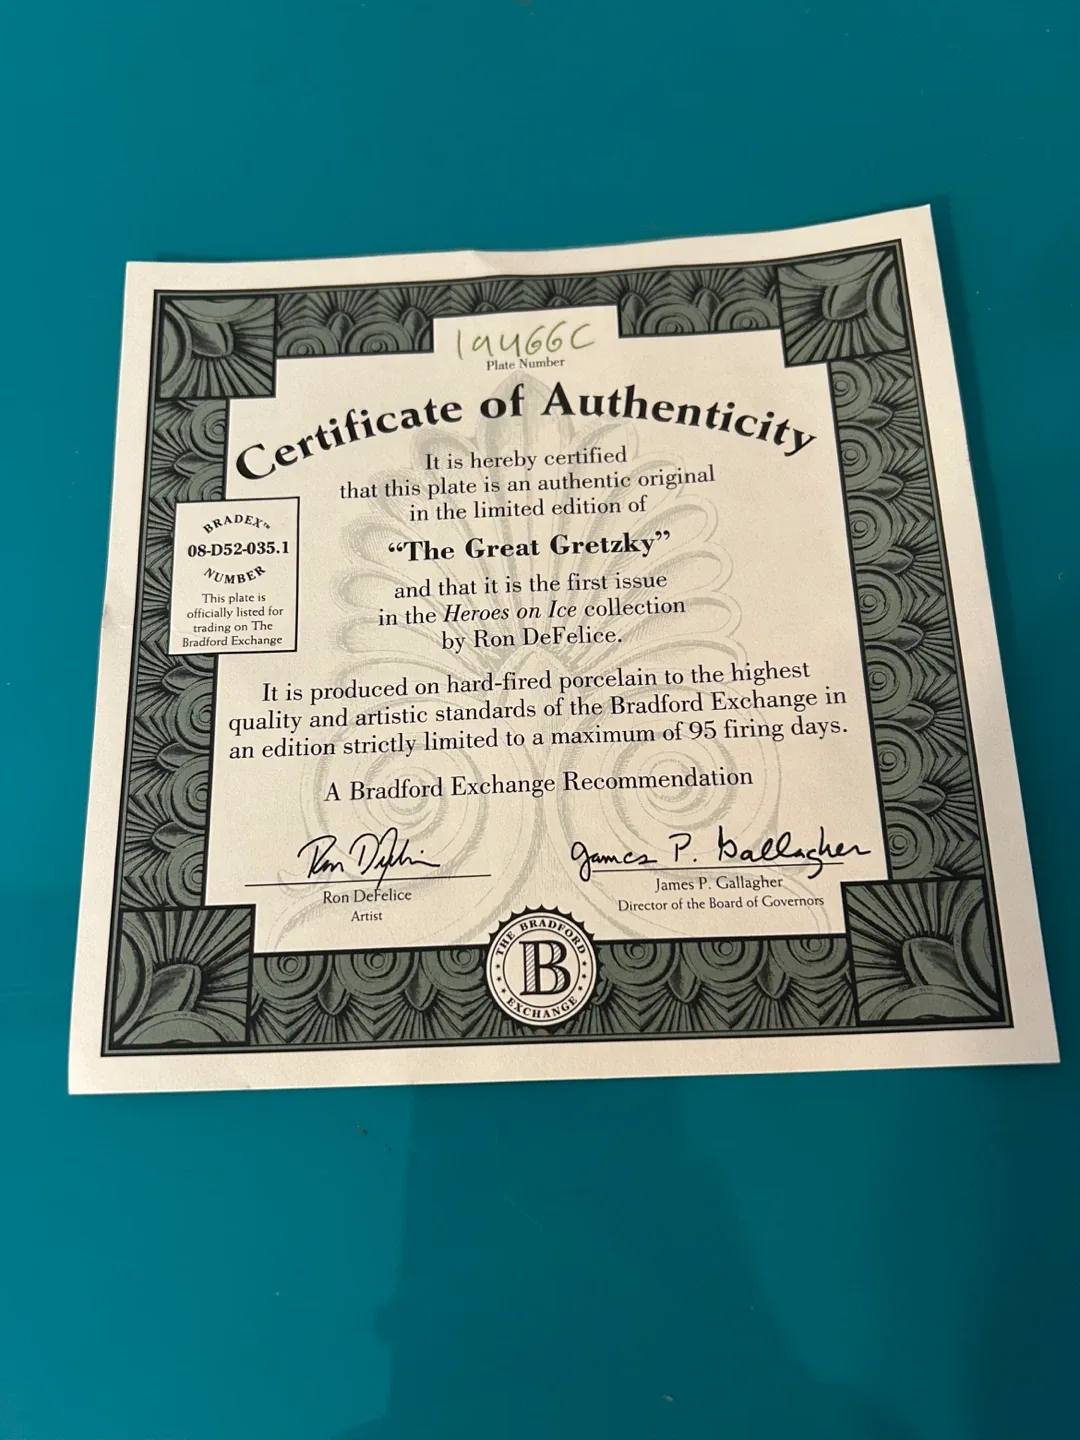 19466C
Plate Number
Certificate of Authenticity
It is hereby certified
that this plate is an authentic original
in the limited edition of
“The Great Gretzky”
and that it is the first issue
in the Heroes on Ice collection
by Ron DeFelice.
BRADEX™
08-D52-035.1
NUMBER
This plate is
officially listed for
trading on The
Bradford Exchange
It is produced on hard-fired porcelain to the highest
quality and artistic standards of the Bradford Exchange in
an edition strictly limited to a maximum of 95 firing days.
A Bradford Exchange Recommendation
Ron DeFelice
James P. Gallagher
Ron DeFelice
Artist
James P. Gallagher
Director of the Board of Governors
THE BRADFORD
B
EXCHANGE